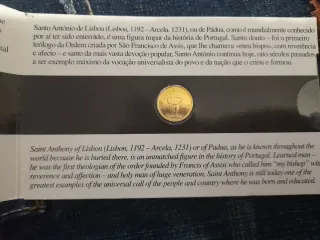 Santo António de Lisboa (Lisboa, 1192 – Arcela, 1231), ou de Pádua, como é mundialmente conhecido
por aí ter sido enterrado, é uma figura ímpar da história de Portugal. Santo douto – foi o primeiro
teólogo da Ordem criada por São Francisco de Assis, que lhe chamava «meu bispo», com reverência
e afecto – e santo da mais vasta devoção popular, Santo António continua hoje, oito séculos passados
a ser exemplo máximo da vocação universalista do povo e da nação que o criou e formou.
tal
Saint Anthony of Lisbon (Lisbon, 1192 – Arcela, 1231) or of Padua, as he is known throughout the
world because he is buried there, is an unmatched figure in the history of Portugal. Learned man –
he was the first theologian of the order founded by Francis of Assisi who called him "my bishop" with
reverence and affection – and holy man of huge veneration, Saint Anthony is still today one of the
greatest examples of the universal call of the people and country where he was born and educated.